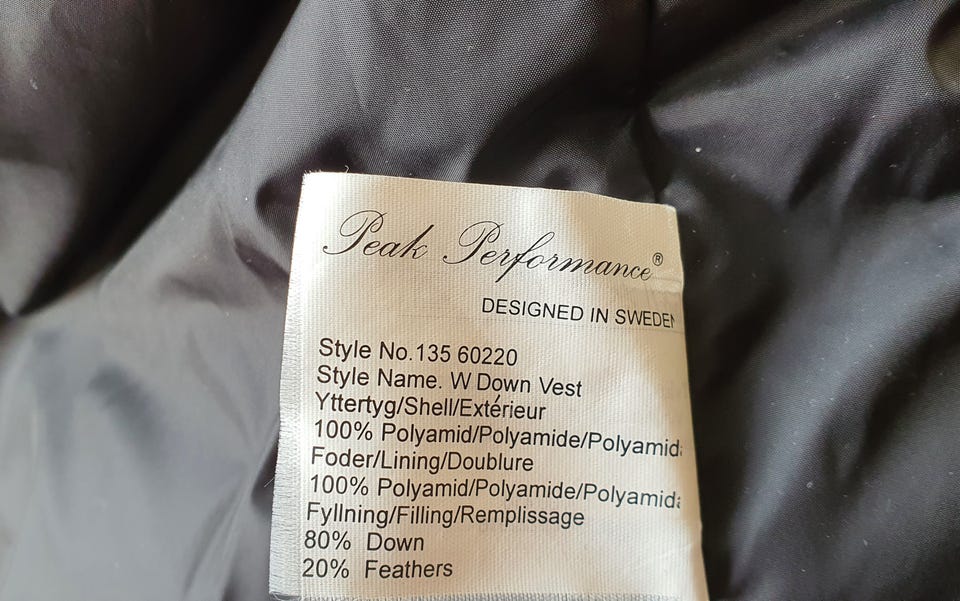 Peak Performance®
DESIGNED IN SWEDEN
Style No.135 60220
Style Name. W Down Vest
Yttertyg/Shell/Extérieur
100% Polyamid/Polyamide/Polyamida
Foder/Lining/Doublure
100% Polyamid/Polyamide/Polyamida
Fyllning/Filling/Remplissage
80% Down
20% Feathers